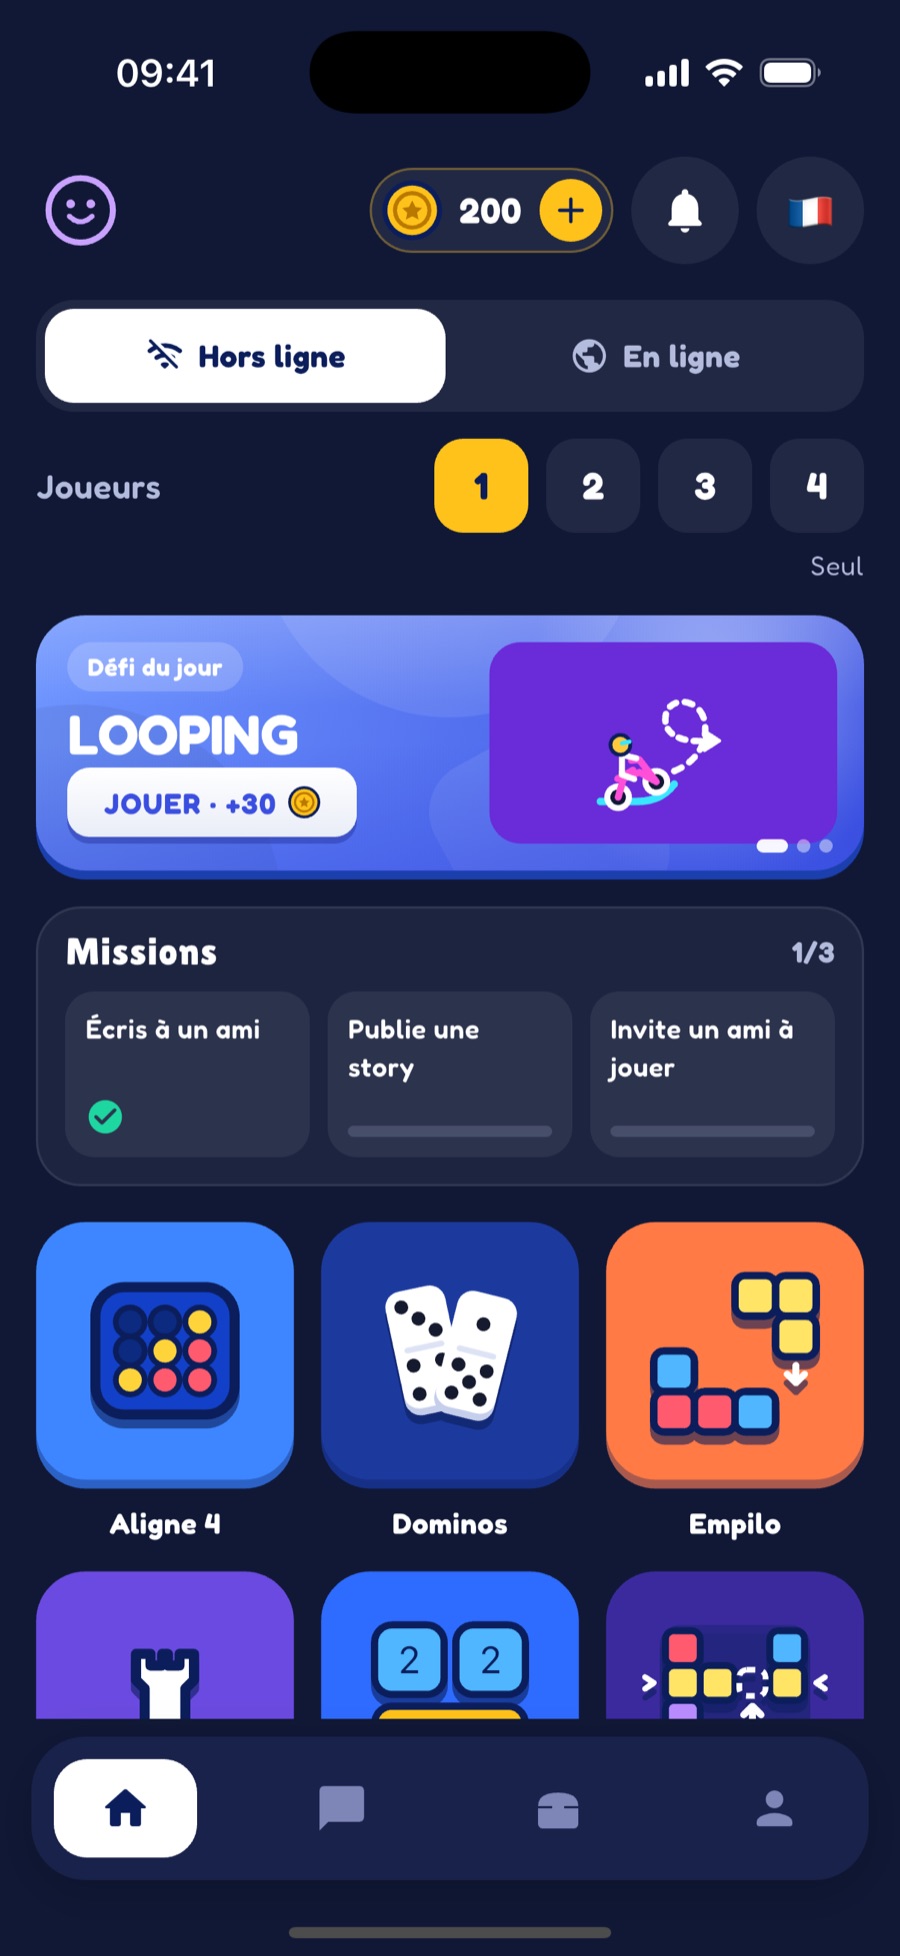 09:41
200
Hors ligne
En ligne
Joueurs
1
2
3
4
Seul
Défi du jour
LOOPING
JOUER · +30
Missions
1/3
Écris à un ami
Publie une
story
Invite un ami à
jouer
Aligne 4
Dominos
Empilo
2
2